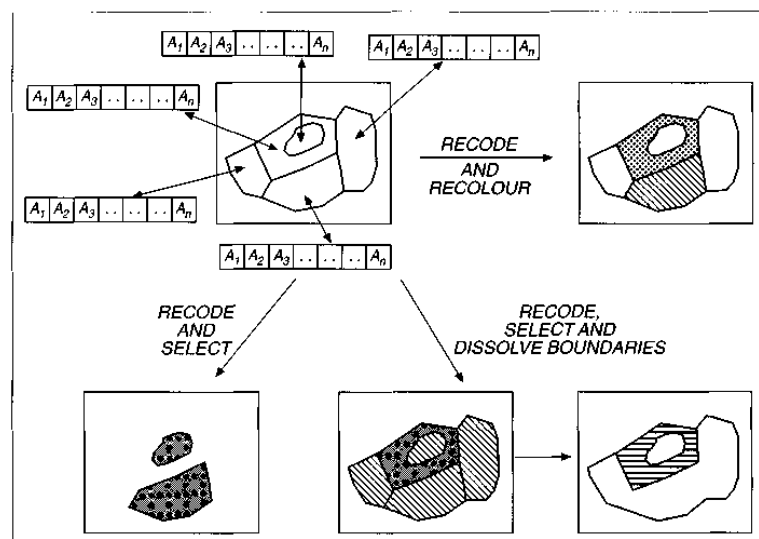 A1 A2 A3 . . . . . . An
A1 A2 A3 . . . . . . An
A1 A2 A3 . . . . . . An
RECODE
AND
RECOLOUR
A1 A2 A3 . . . . . . An
A1 A2 A3 . . . . . . An
RECODE
AND
SELECT
RECODE,
SELECT AND
DISSOLVE BOUNDARIES